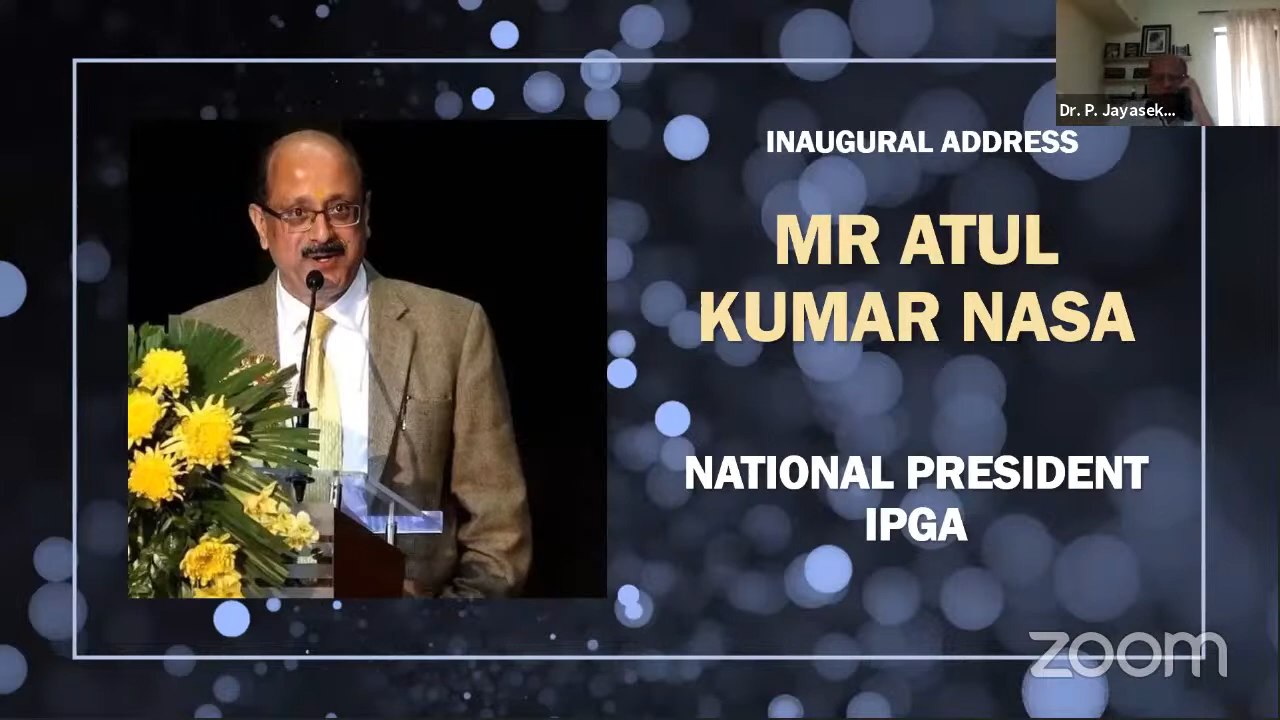 Dr. P. Jayasek...
INAUGURAL ADDRESS
MR ATUL
KUMAR NASA
NATIONAL PRESIDENT
IPGA
zoom